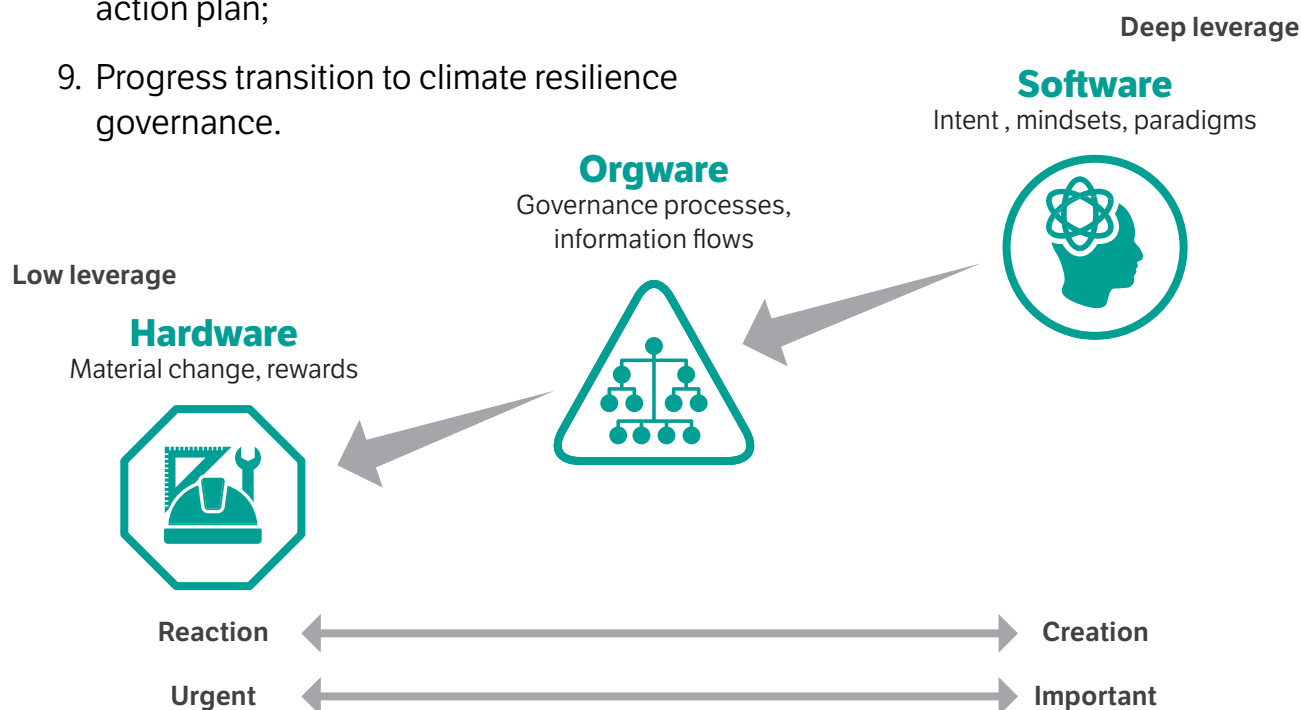 action plan;
9. Progress transition to climate resilience
governance.
Deep leverage
Software
Intent , mindsets, paradigms
Orgware
Governance processes,
information flows
Low leverage
Hardware
Material change, rewards
Reaction
Creation
Urgent
Important